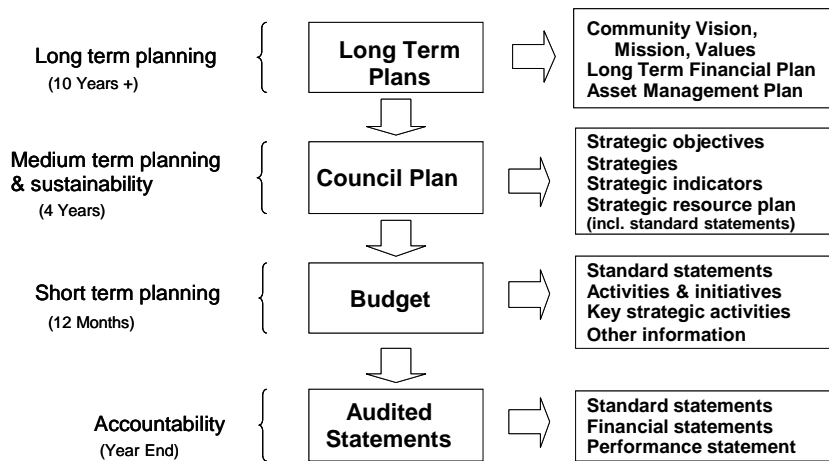 Long term planning
(10 Years +)
Long Term
Plans
Community Vision,
Mission, Values
Long Term Financial Plan
Asset Management Plan
Medium term planning
& sustainability
(4 Years)
Council Plan
Strategic objectives
Strategies
Strategic indicators
Strategic resource plan
(incl. standard statements)
Short term planning
(12 Months)
Budget
Standard statements
Activities & initiatives
Key strategic activities
Other information
Accountability
(Year End)
Audited
Statements
Standard statements
Financial statements
Performance statement